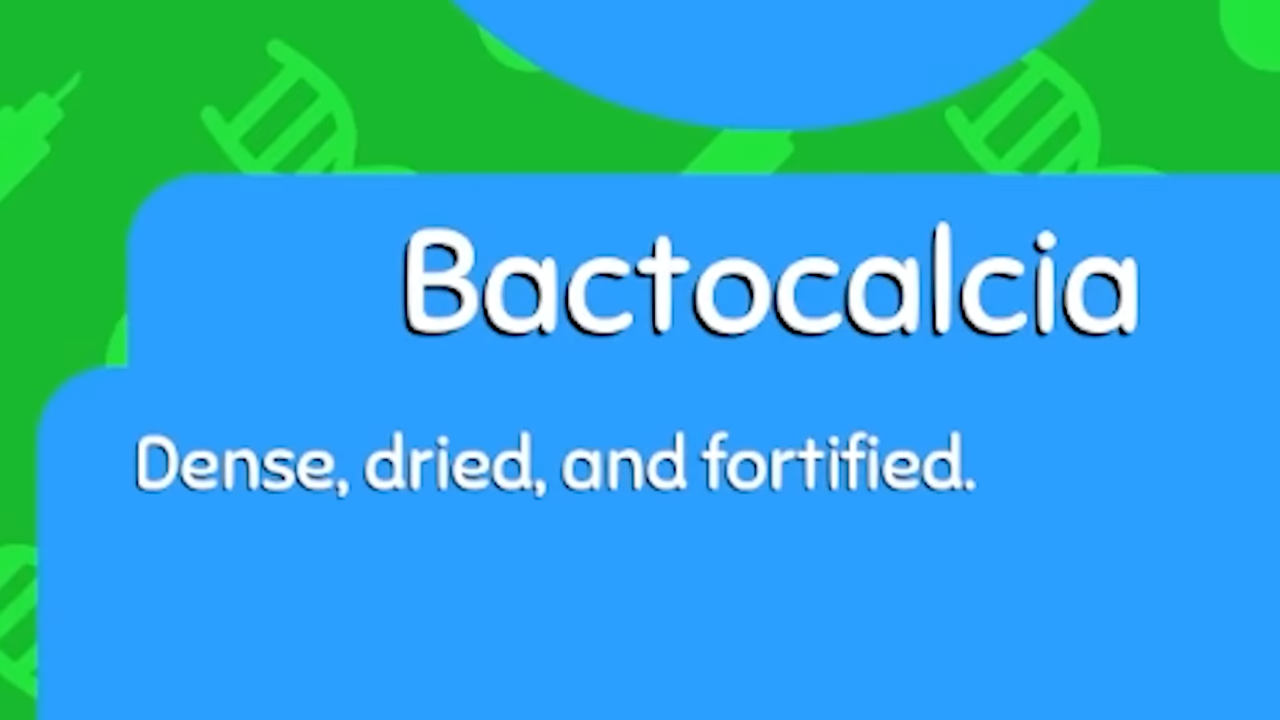 Bactocalcia
Dense, dried, and fortified.